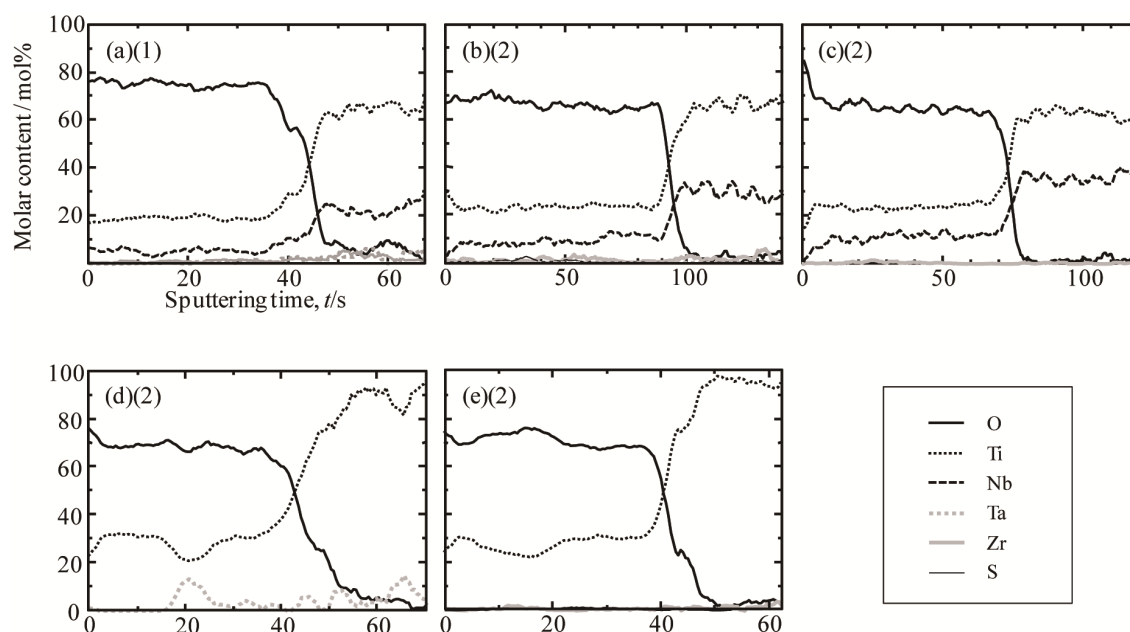 100
80
60
40
20
0
Molar content / mol%
(a)(1)
0 20 40 60
Sputtering time, t/s
(b)(2)
0 50 100
(c)(2)
0 50 100
100
80
60
40
20
0
(d)(2)
0 20 40 60
(e)(2)
0 20 40 60
O
Ti
Nb
Ta
Zr
S